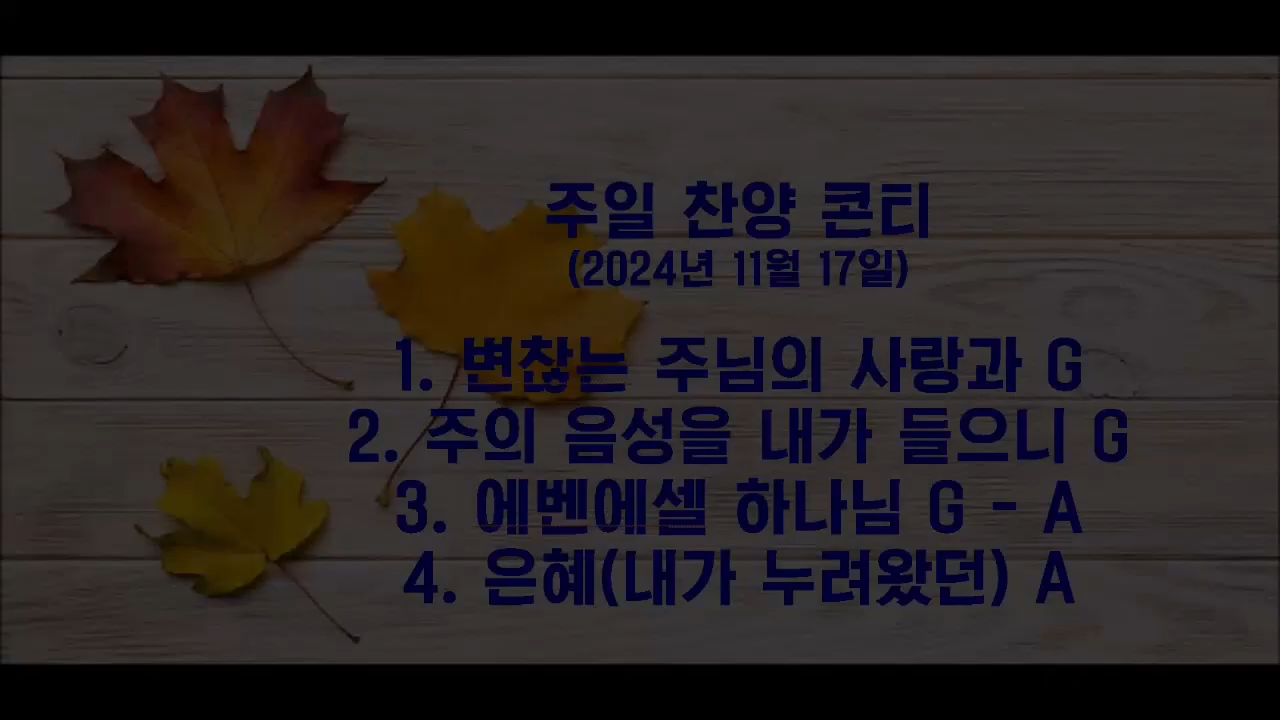 주일 찬양 콘티
(2024년 11월 17일)
1. 변찮는 주님의 사랑과 G
2. 주의 음성을 내가 들으니 G
3. 에벤에셀 하나님 G - A
4. 은혜(내가 누려왔던) A